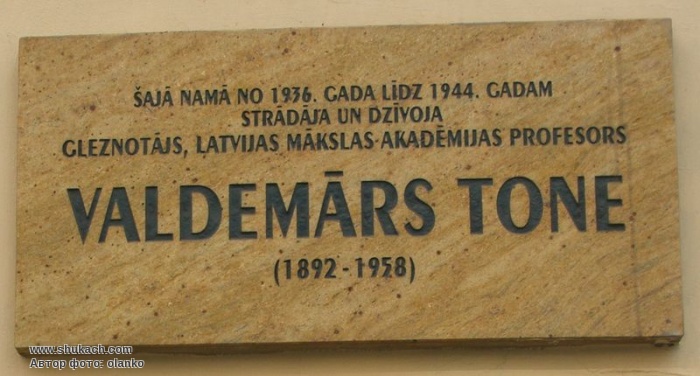 ŠAJĀ NAMĀ NO 1936. GADA LĪDZ 1944. GADAM
STRĀDĀJA UN DZĪVOJA
GLEZNOTĀJS, LATVIJAS MĀKSLAS AKADĒMIJAS PROFESORS
VALDEMĀRS TONE
(1892 - 1958)
www.shukach.com
Автор фото: olanko